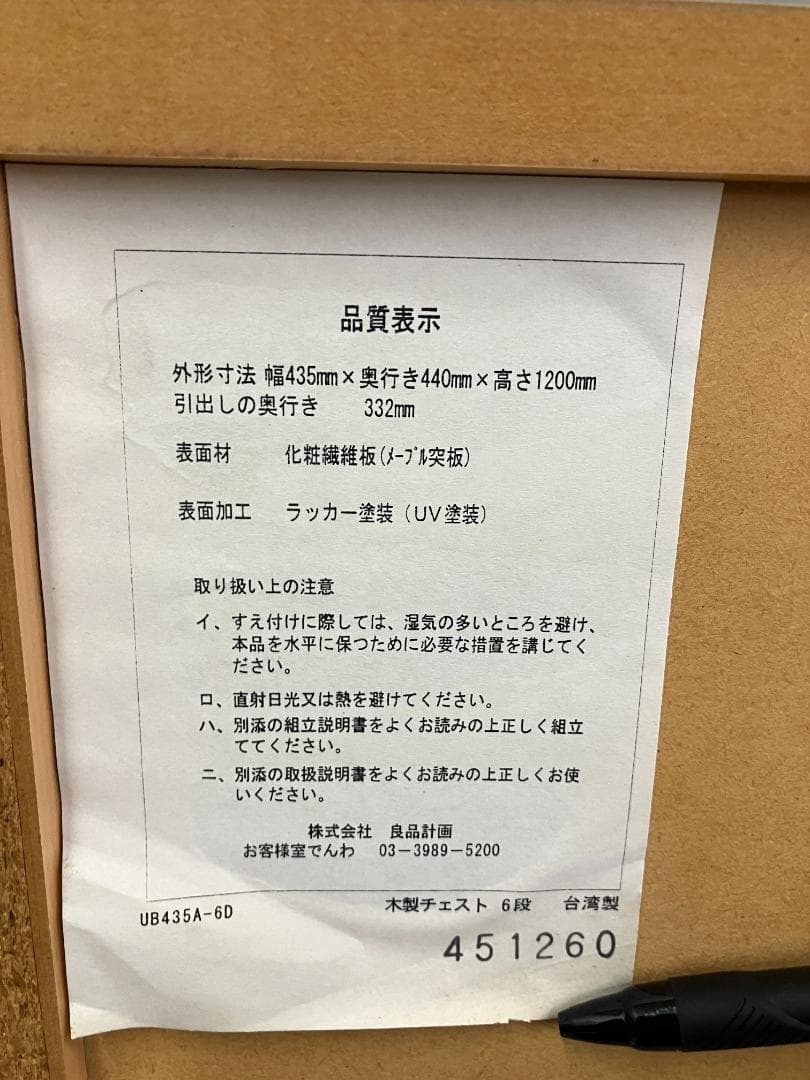 品質表示
外形寸法 幅435mm×奥行き440mm×高さ1200mm
引出しの奥行き 332mm
表面材 化粧繊維板(ﾒｰﾌﾟﾙ突板)
表面加工 ラッカー塗装(UV塗装)
取り扱い上の注意
イ、すえ付けに際しては、湿気の多いところを避け、
本品を水平に保つために必要な措置を講じてく
ださい。
ロ、直射日光又は熱を避けてください。
ハ、別添の組立説明書をよくお読みの上正しく組立
ててください。
ニ、別添の取扱説明書をよくお読みの上正しくお使
いください。
株式会社 良品計画
お客様室でんわ 03－3989－5200
UB435A-6D 木製チェスト 6段 台湾製
451260